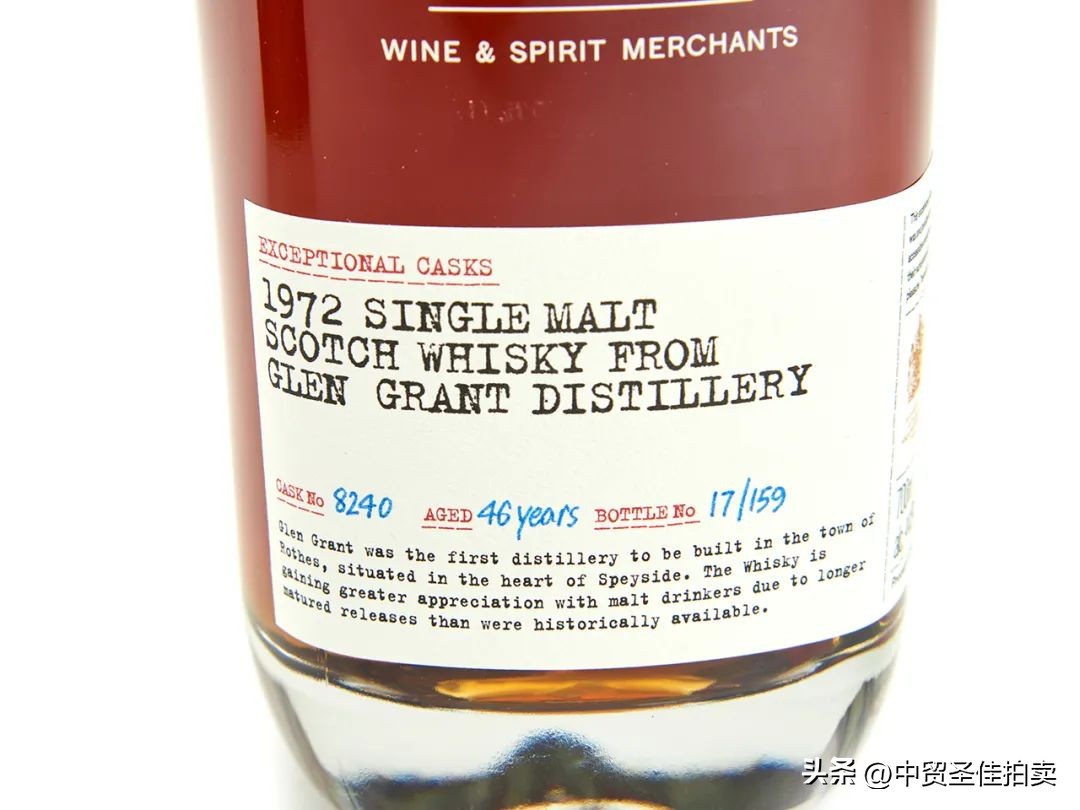 WINE & SPIRIT MERCHANTS
EXCEPTIONAL CASKS
1972 SINGLE MALT
SCOTCH WHISKY FROM
GLEN GRANT DISTILLERY
CASK No 8240 AGED 46 years BOTTLE No 17/159
Glen Grant was the first distillery to be built in the town of
Rothes, situated in the heart of Speyside. The Whisky is
gaining greater appreciation with malt drinkers due to longer
matured releases than were historically available.
头条 @中贸圣佳拍卖